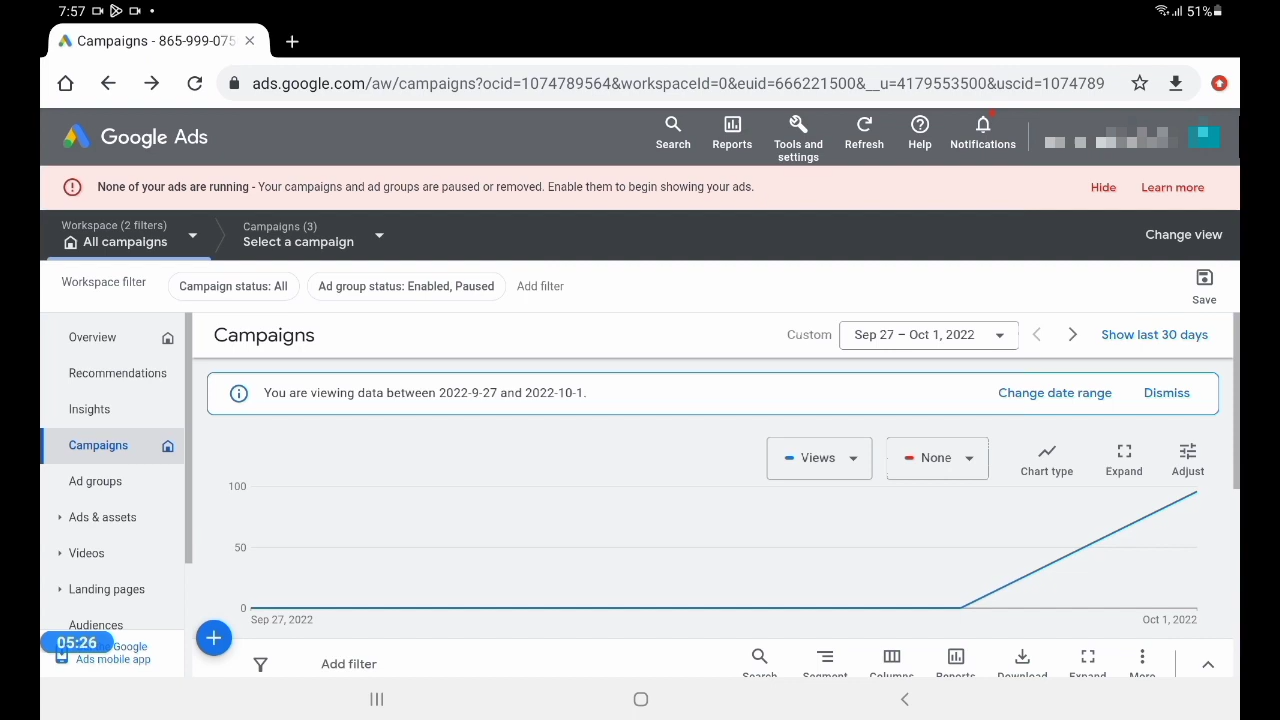 7:57
51%
Campaigns - 865-999-075
ads.google.com/aw/campaigns?ocid=1074789564&workspaceId=0&euid=666221500&__u=4179553500&uscid=1074789
Google Ads
Search
Reports
Tools and settings
Refresh
Help
Notifications
None of your ads are running - Your campaigns and ad groups are paused or removed. Enable them to begin showing your ads.
Hide
Learn more
Workspace (2 filters)
All campaigns
Campaigns (3)
Select a campaign
Change view
Workspace filter
Campaign status: All
Ad group status: Enabled, Paused
Add filter
Save
Overview
Recommendations
Insights
Campaigns
Ad groups
Ads & assets
Videos
Landing pages
Audiences
05:26
Google
Ads mobile app
Campaigns
Custom
Sep 27 – Oct 1, 2022
Show last 30 days
You are viewing data between 2022-9-27 and 2022-10-1.
Change date range
Dismiss
Views
None
Chart type
Expand
Adjust
100
50
0
Sep 27, 2022
Oct 1, 2022
Add filter
Search
Segment
Columns
Reports
Download
Expand
More